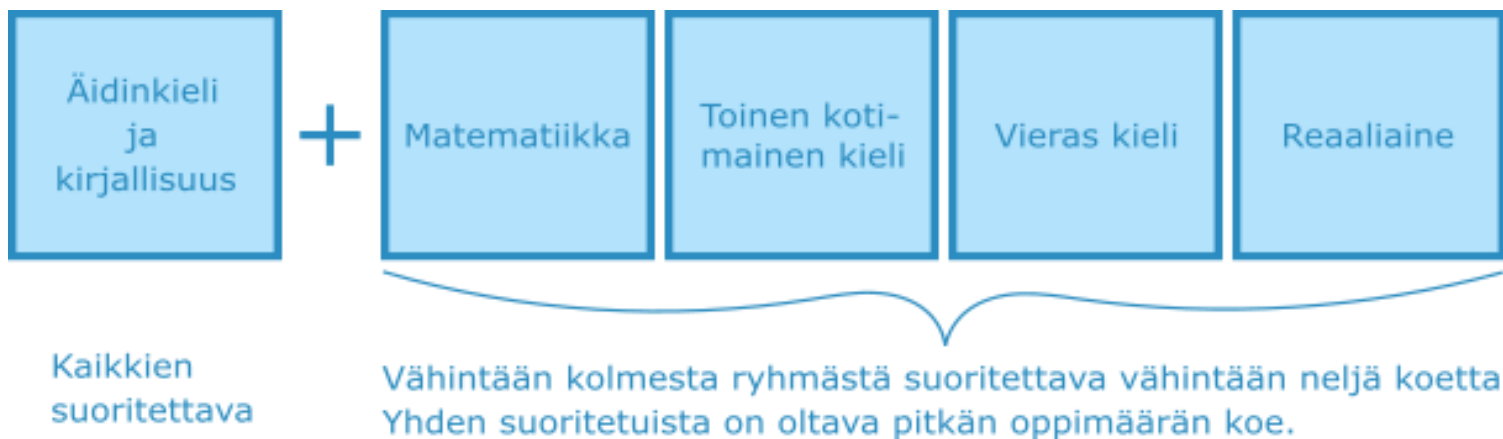 Äidinkieli
ja
kirjallisuus
+
Matematiikka
Toinen koti-
mainen kieli
Vieras kieli
Reaaliaine
Kaikkien
suoritettava
Vähintään kolmesta ryhmästä suoritettava vähintään neljä koetta
Yhden suoritetuista on oltava pitkän oppimäärän koe.